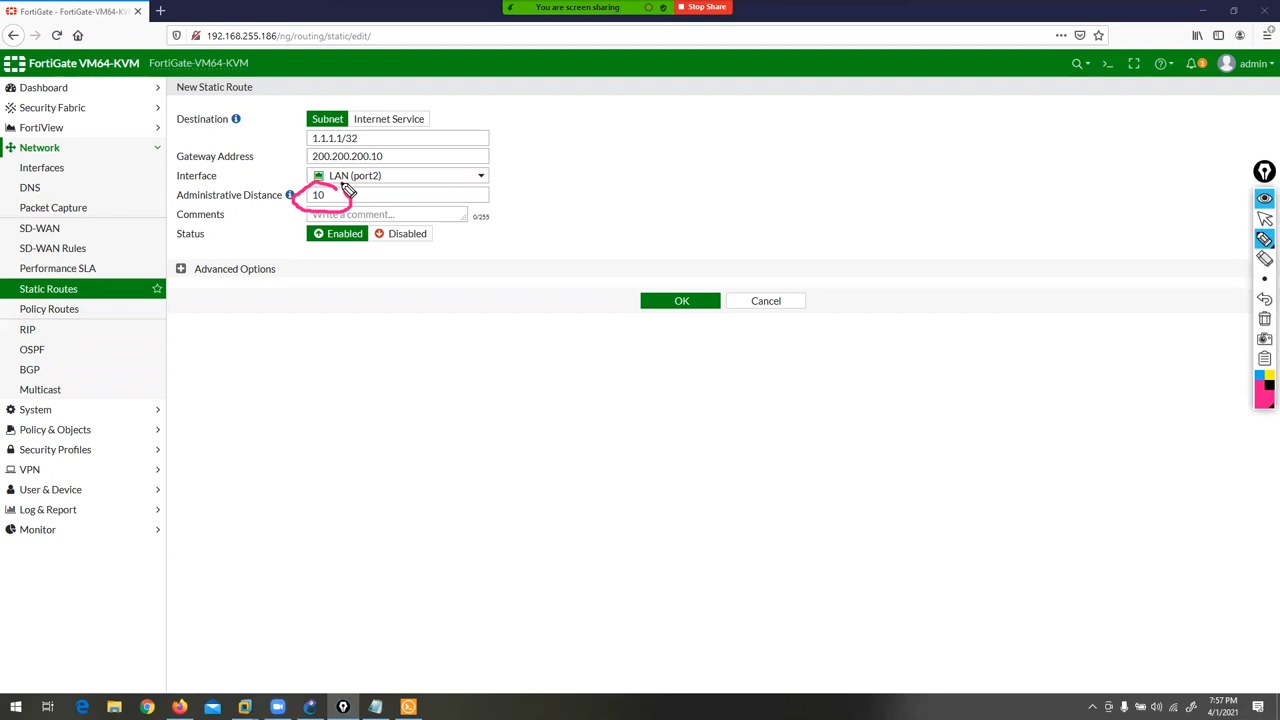 You are screen sharing
Stop Share
FortiGate - FortiGate-VM64-KVM
192.168.255.186/ng/routing/static/edit/
FortiGate VM64-KVM
FortiGate-VM64-KVM
1
admin
Dashboard
Security Fabric
FortiView
Network
Interfaces
DNS
Packet Capture
SD-WAN
SD-WAN Rules
Performance SLA
Static Routes
Policy Routes
RIP
OSPF
BGP
Multicast
System
Policy & Objects
Security Profiles
VPN
User & Device
Log & Report
Monitor
New Static Route
Destination
Subnet
Internet Service
1.1.1.1/32
Gateway Address
200.200.200.10
Interface
LAN (port2)
Administrative Distance
10
Comments
Write a comment...
0/255
Status
Enabled
Disabled
Advanced Options
OK
Cancel
7:57 PM
4/1/2021